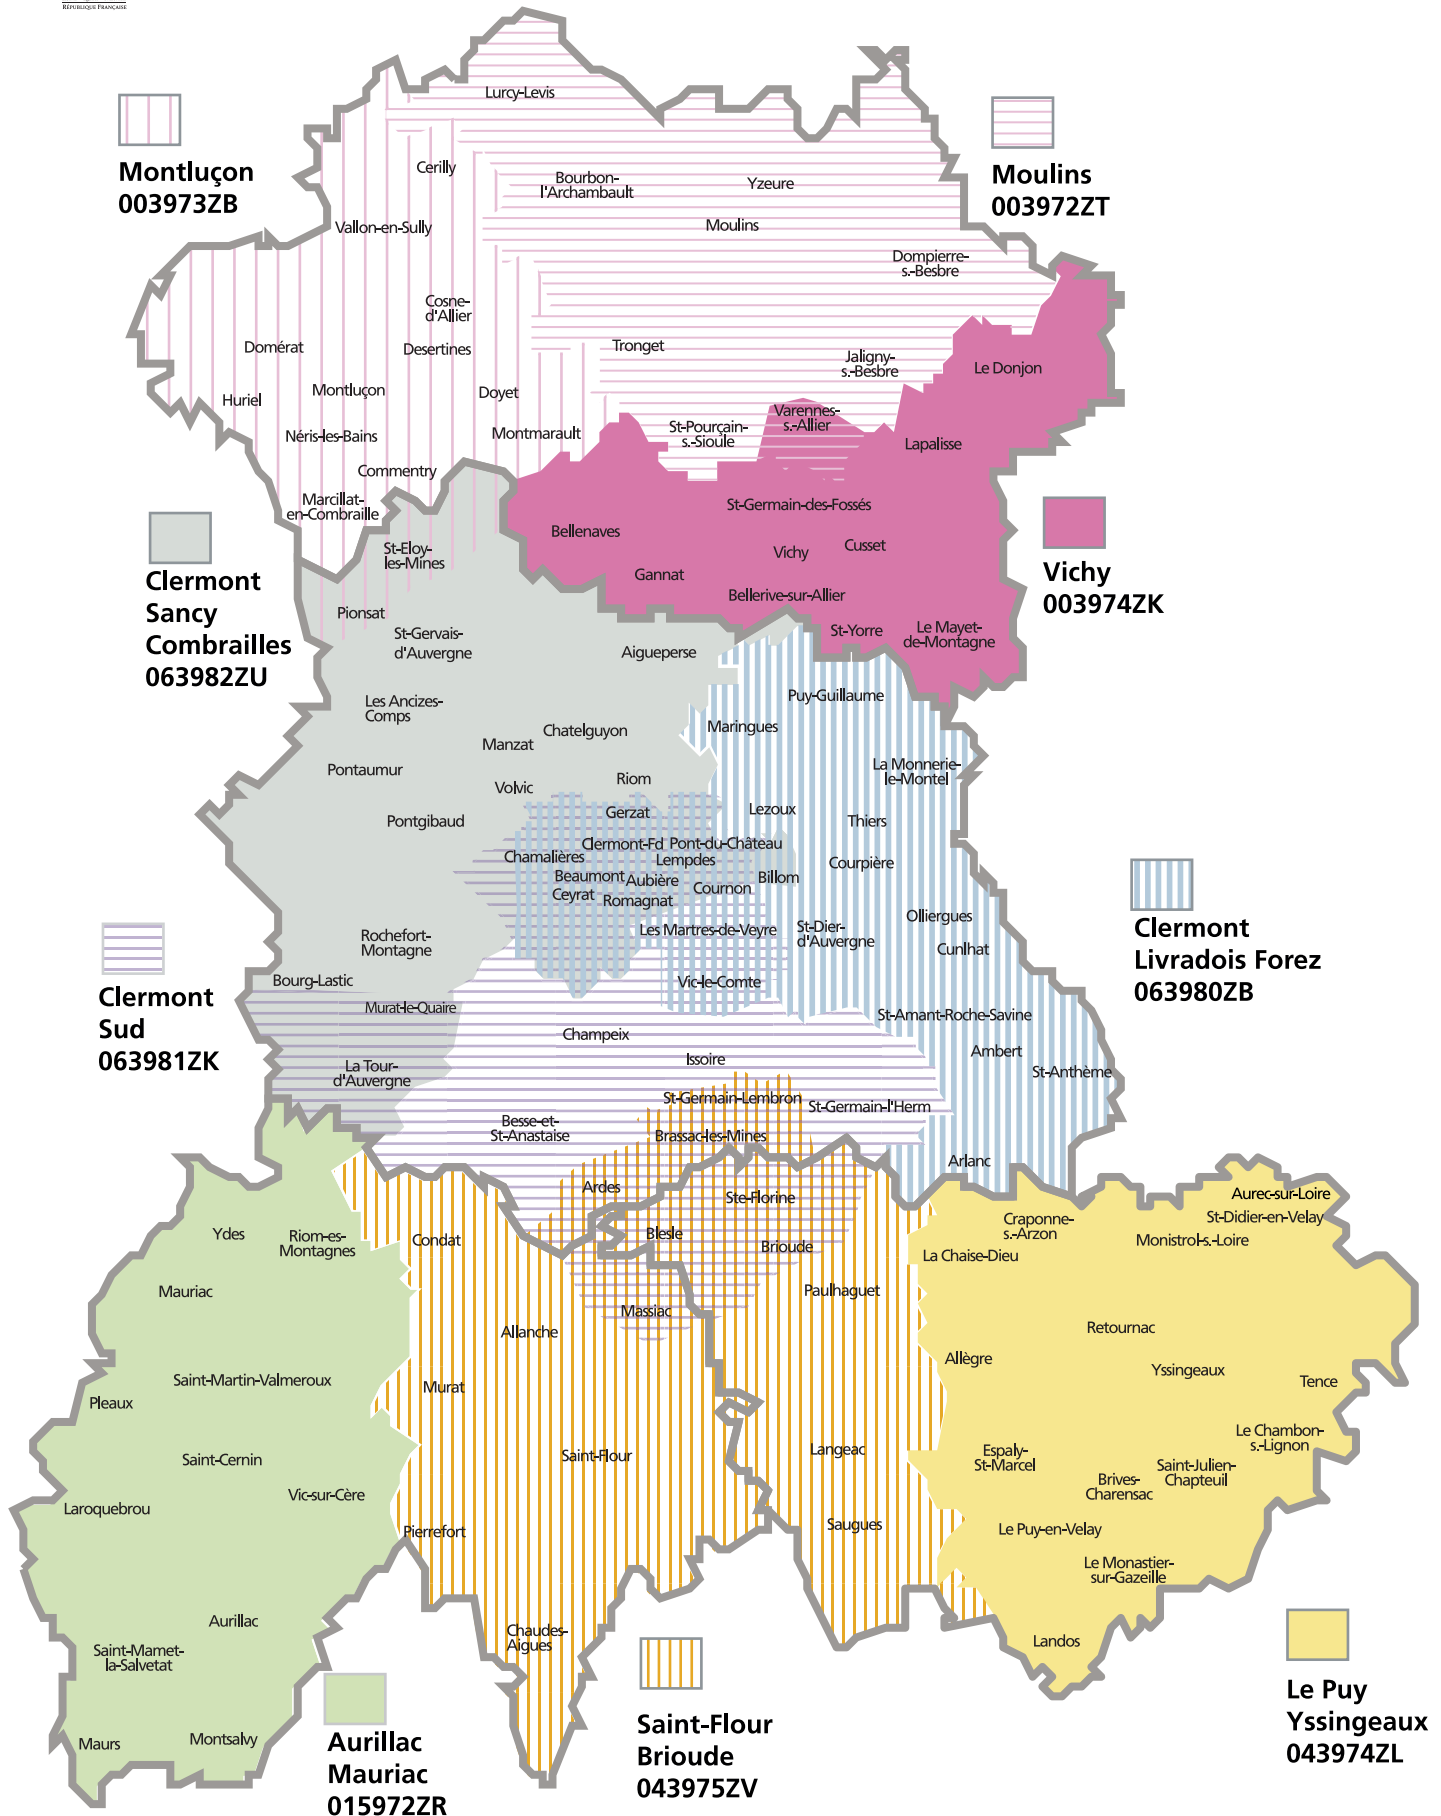 RÉPUBLIQUE FRANÇAISE
Lurcy-Levis
Montluçon
003973ZB
Moulins
003972ZT
Cerilly
Bourbon-
l'Archambault
Yzeure
Vallon-en-Sully
Moulins
Dompierre-
s.-Besbre
Cosne-
d'Allier
Domérat
Desertines
Tronget
Jaligny-
s.-Besbre
Le Donjon
Huriel
Montluçon
Doyet
Varennes-
s.-Allier
Néris-les-Bains
Montmarault
St-Pourçain-
s.-Sioule
Lapalisse
Commentry
Marcillat-
en-Combraille
St-Germain-des-Fossés
Bellenaves
Vichy
Cusset
St-Eloy-
les-Mines
Gannat
Bellerive-sur-Allier
Clermont
Sancy
Combrailles
063982ZU
Vichy
003974ZK
Pionsat
St-Gervais-
d'Auvergne
Aigueperse
St-Yorre
Le Mayet-
de-Montagne
Les Ancizes-
Comps
Puy-Guillaume
Chatelguyon
Maringues
Manzat
Pontaumur
Riom
La Monnerie-
le-Montel
Volvic
Pontgibaud
Gerzat
Lezoux
Thiers
Clermont-Fd
Pont-du-Château
Chamalières
Lempdes
Courpière
Beaumont
Aubière
Billom
Ceyrat
Romagnat
Cournon
Olliergues
Les Martres-de-Veyre
St-Dier-
d'Auvergne
Cunlhat
Rochefort-
Montagne
Clermont
Livradois Forez
063980ZB
Bourg-Lastic
Vic-le-Comte
Clermont
Sud
063981ZK
Murat-le-Quaire
St-Amant-Roche-Savine
Champeix
Issoire
Ambert
La Tour-
d'Auvergne
St-Anthème
St-Germain-Lembron
St-Germain-l'Herm
Besse-et-
St-Anastaise
Brassac-les-Mines
Arlanc
Ardes
Ste-Florine
Aurec-sur-Loire
St-Didier-en-Velay
Ydes
Riom-es-
Montagnes
Condat
Blesle
Brioude
Craponne-
s.-Arzon
Monistrol-s.-Loire
La Chaise-Dieu
Mauriac
Paulhaguet
Massiac
Allanche
Retournac
Allègre
Yssingeaux
Saint-Martin-Valmeroux
Murat
Tence
Pleaux
Le Chambon-
s.-Lignon
Saint-Cernin
Saint-Flour
Langeac
Espaly-
St-Marcel
Saint-Julien-
Chapteuil
Brives-
Charensac
Laroquebrou
Vic-sur-Cère
Pierrefort
Saugues
Le Puy-en-Velay
Le Monastier-
sur-Gazeille
Aurillac
Chaudes-
Aigues
Landos
Saint-Mamet-
la-Salvetat
Maurs
Montsalvy
Aurillac
Mauriac
015972ZR
Saint-Flour
Brioude
043975ZV
Le Puy
Yssingeaux
043974ZL